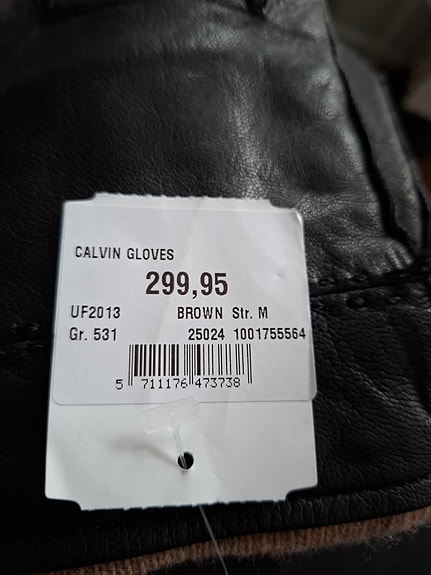 CALVIN GLOVES
299,95
UF2013 BROWN Str. M
Gr. 531 25024 1001755564
5 711176 473738